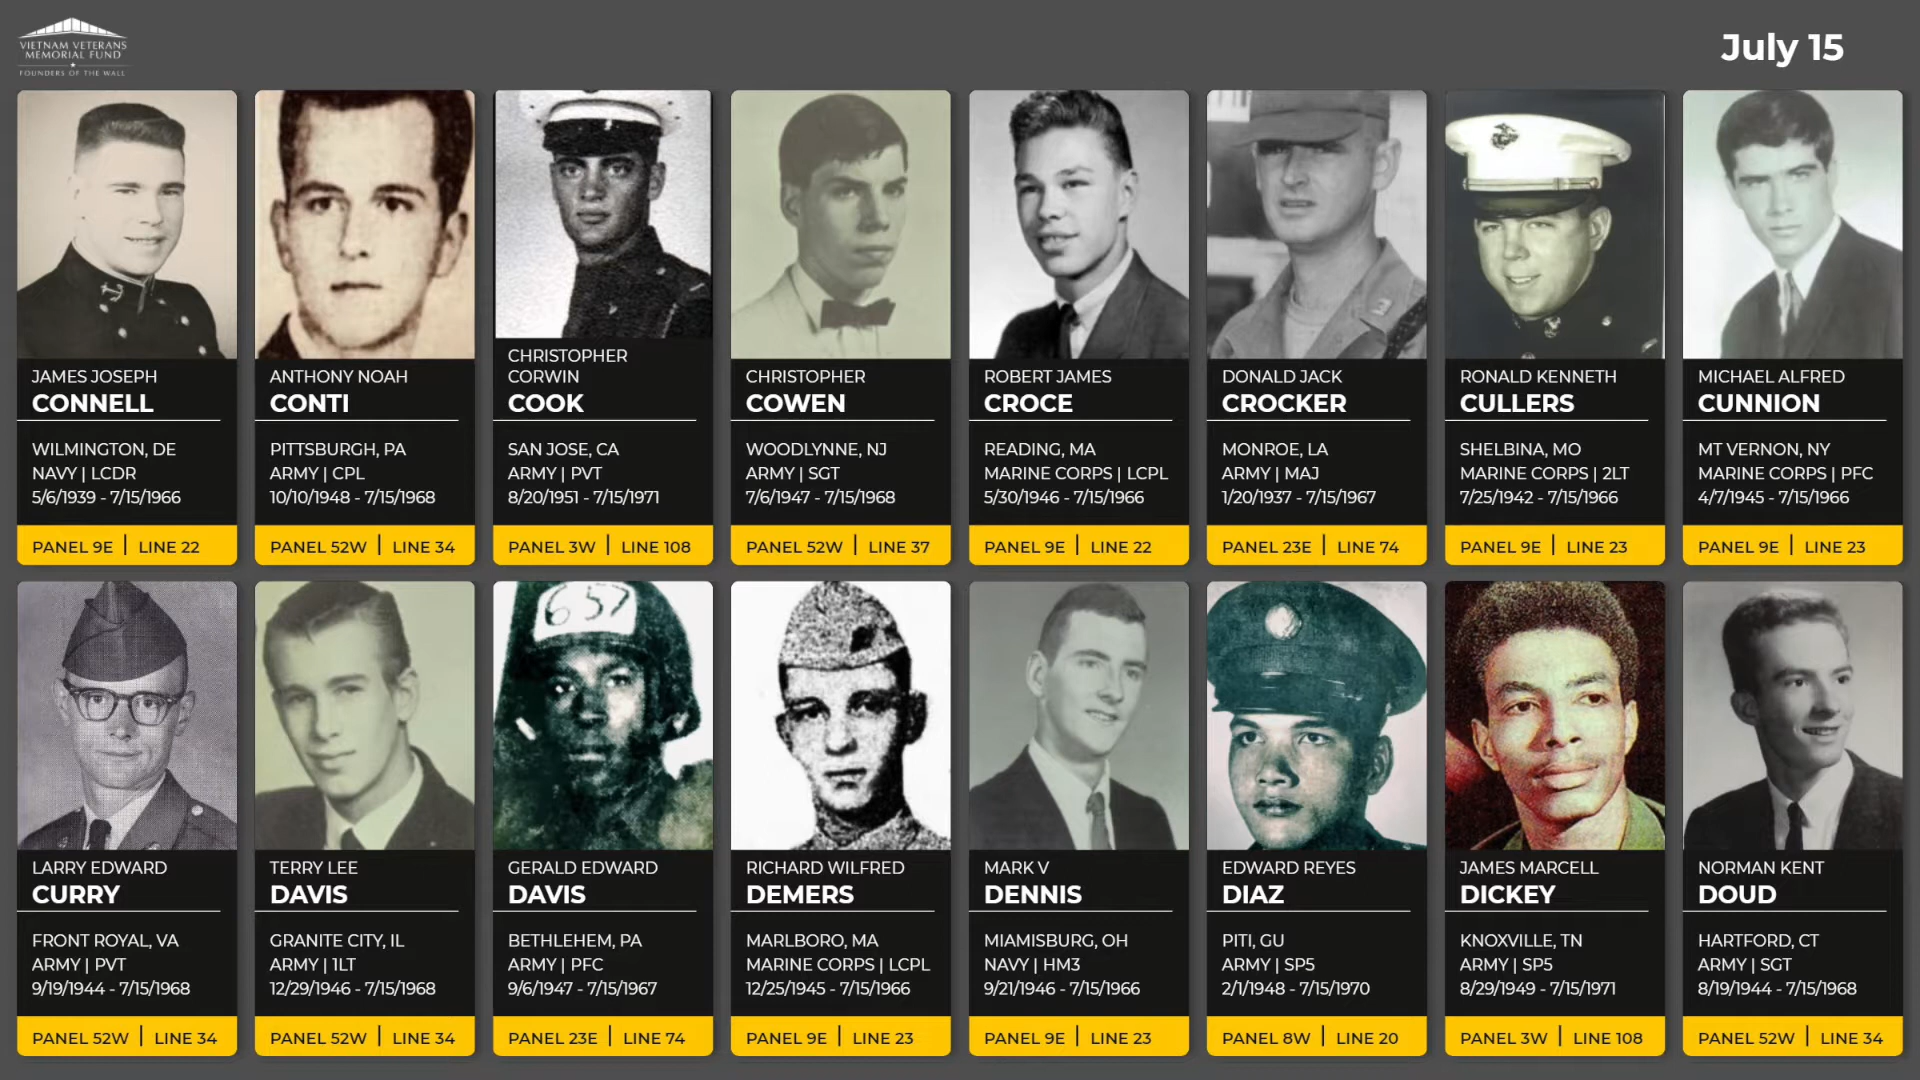 VIETNAM VETERANS
MEMORIAL FUND
FOUNDERS OF THE WALL
July 15
JAMES JOSEPH
CONNELL
WILMINGTON, DE
NAVY | LCDR
5/6/1939 - 7/15/1966
PANEL 9E | LINE 22
ANTHONY NOAH
CONTI
PITTSBURGH, PA
ARMY | CPL
10/10/1948 - 7/15/1968
PANEL 52W | LINE 34
CHRISTOPHER
CORWIN
COOK
SAN JOSE, CA
ARMY | PVT
8/20/1951 - 7/15/1971
PANEL 3W | LINE 108
CHRISTOPHER
COWEN
WOODLYNNE, NJ
ARMY | SGT
7/6/1947 - 7/15/1968
PANEL 52W | LINE 37
ROBERT JAMES
CROCE
READING, MA
MARINE CORPS | LCPL
5/30/1946 - 7/15/1966
PANEL 9E | LINE 22
DONALD JACK
CROCKER
MONROE, LA
ARMY | MAJ
1/20/1937 - 7/15/1967
PANEL 23E | LINE 74
RONALD KENNETH
CULLERS
SHELBINA, MO
MARINE CORPS | 2LT
7/25/1942 - 7/15/1966
PANEL 9E | LINE 23
MICHAEL ALFRED
CUNNION
MT VERNON, NY
MARINE CORPS | PFC
4/7/1945 - 7/15/1966
PANEL 9E | LINE 23
LARRY EDWARD
CURRY
FRONT ROYAL, VA
ARMY | PVT
9/19/1944 - 7/15/1968
PANEL 52W | LINE 34
TERRY LEE
DAVIS
GRANITE CITY, IL
ARMY | 1LT
12/29/1946 - 7/15/1968
PANEL 52W | LINE 34
657
GERALD EDWARD
DAVIS
BETHLEHEM, PA
ARMY | PFC
9/6/1947 - 7/15/1967
PANEL 23E | LINE 74
RICHARD WILFRED
DEMERS
MARLBORO, MA
MARINE CORPS | LCPL
12/25/1945 - 7/15/1966
PANEL 9E | LINE 23
MARK V
DENNIS
MIAMISBURG, OH
NAVY | HM3
9/21/1946 - 7/15/1966
PANEL 9E | LINE 23
EDWARD REYES
DIAZ
PITI, GU
ARMY | SP5
2/1/1948 - 7/15/1970
PANEL 8W | LINE 20
JAMES MARCELL
DICKEY
KNOXVILLE, TN
ARMY | SP5
8/29/1949 - 7/15/1971
PANEL 3W | LINE 108
NORMAN KENT
DOUD
HARTFORD, CT
ARMY | SGT
8/19/1944 - 7/15/1968
PANEL 52W | LINE 34